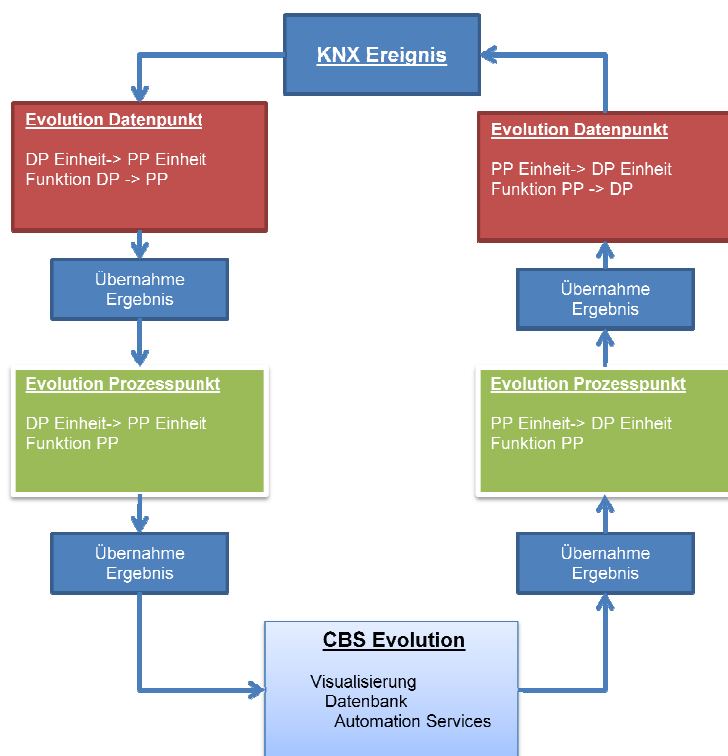 KNX Ereignis
Evolution Datenpunkt
DP Einheit-> PP Einheit
Funktion DP -> PP
Übernahme
Ergebnis
Evolution Prozesspunkt
DP Einheit-> PP Einheit
Funktion PP
Übernahme
Ergebnis
CBS Evolution
Visualisierung
Datenbank
Automation Services
Übernahme
Ergebnis
Evolution Prozesspunkt
PP Einheit-> DP Einheit
Funktion PP
Übernahme
Ergebnis
Evolution Datenpunkt
PP Einheit-> DP Einheit
Funktion PP -> DP